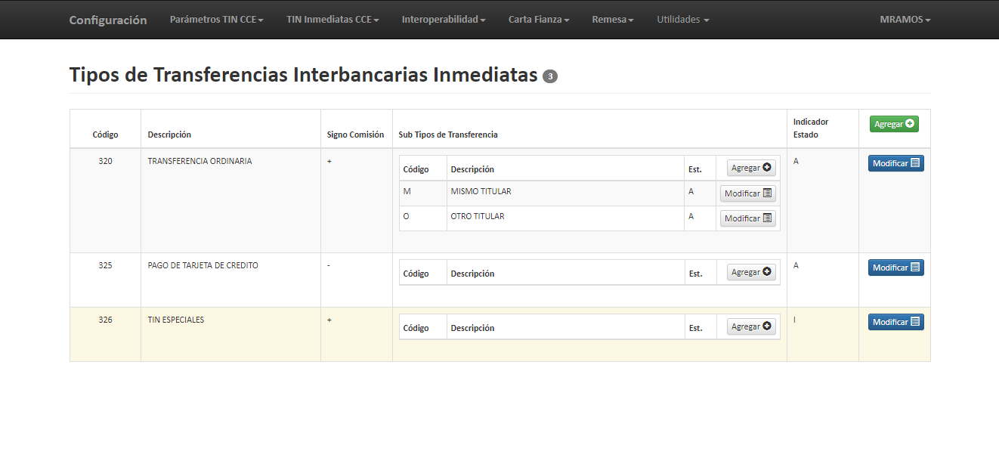 Configuración Parámetros TIN CCE TIN Inmediatas CCE Interoperabilidad Carta Fianza Remesa Utilidades MRAMOS
Tipos de Transferencias Interbancarias Inmediatas 3
Código Descripción Signo Comisión Sub Tipos de Transferencia Indicador Estado Agregar
320 TRANSFERENCIA ORDINARIA + A Modificar
Código Descripción Est. Agregar
M MISMO TITULAR A Modificar
O OTRO TITULAR A Modificar
325 PAGO DE TARJETA DE CREDITO - A Modificar
Código Descripción Est. Agregar
326 TIN ESPECIALES + I Modificar
Código Descripción Est. Agregar